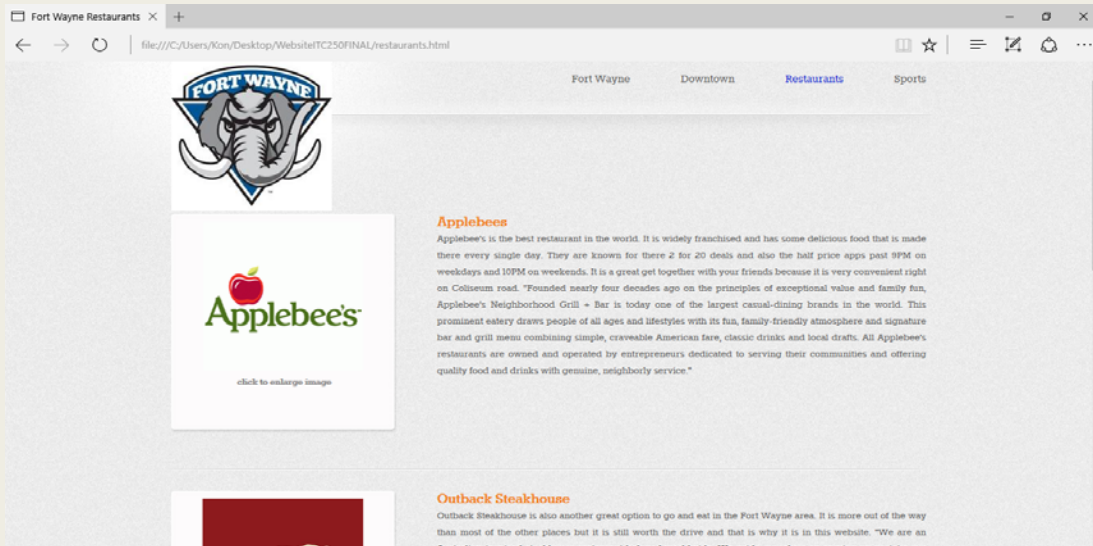 Fort Wayne Restaurants
file:///C:/Users/Kon/Desktop/WebsiteITC250FINAL/restaurants.html
FORT WAYNE
Fort Wayne Downtown Restaurants Sports
Applebee's
click to enlarge image
Applebees
Applebee's is the best restaurant in the world. It is widely franchised and has some delicious food that is made
there every single day. They are known for there 2 for 20 deals and also the half price apps past 9PM on
weekdays and 10PM on weekends. It is a great get together with your friends because it is very convenient right
on Coliseum road. "Founded nearly four decades ago on the principles of exceptional value and family fun,
Applebee's Neighborhood Grill + Bar is today one of the largest casual-dining brands in the world. This
prominent eatery draws people of all ages and lifestyles with its fun, family-friendly atmosphere and signature
bar and grill menu combining simple, craveable American fare, classic drinks and local drafts. All Applebee's
restaurants are owned and operated by entrepreneurs dedicated to serving their communities and offering
quality food and drinks with genuine, neighborly service."
Outback Steakhouse
Outback Steakhouse is also another great option to go and eat in the Fort Wayne area. It is more out of the way
than most of the other places but it is still worth the drive and that is why it is in this website. "We are an